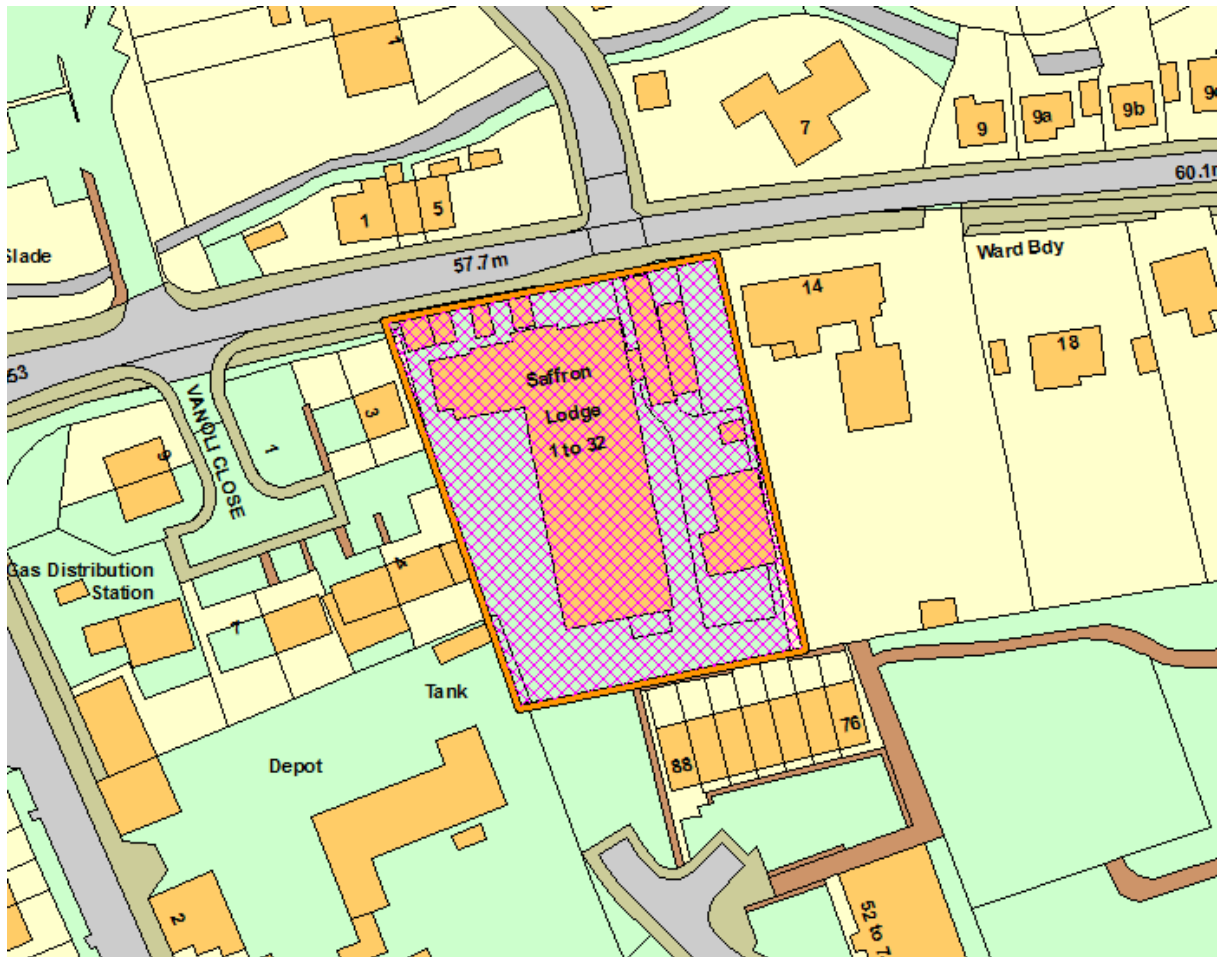 7
9
9a
9b
60.1m
1
5
Slade
57.7m
Ward Bdy
14
18
53
VANOLI CLOSE
1
3
9
Saffron
Lodge
1 to 32
Gas Distribution
Station
4
7
Tank
76
88
Depot
2
52 to 7